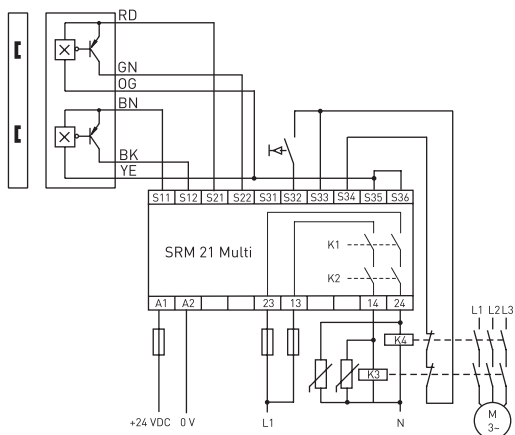 RD
GN
OG
BN
BK
YE
S11 S12 S21 S22 S31 S32 S33 S34 S35 S36
SRM 21 Multi
K1
K2
A1 A2 23 13 14 24
L1 L2 L3
K4
K3
M
3~
+24 VDC 0 V L1 N